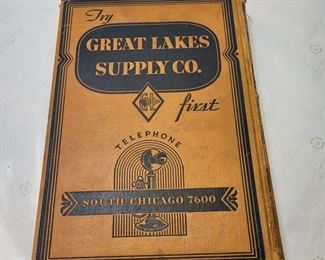 Try
GREAT LAKES
SUPPLY CO.
first
TELEPHONE
SOUTH CHICAGO 7600